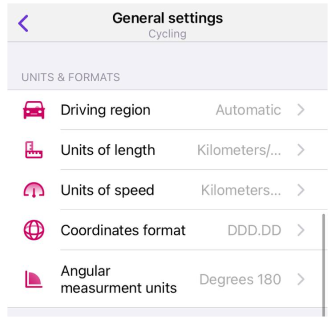 General settings
Cycling
UNITS & FORMATS
Driving region Automatic
Units of length Kilometers/...
Units of speed Kilometers...
Coordinates format DDD.DD
Angular
measurment units Degrees 180